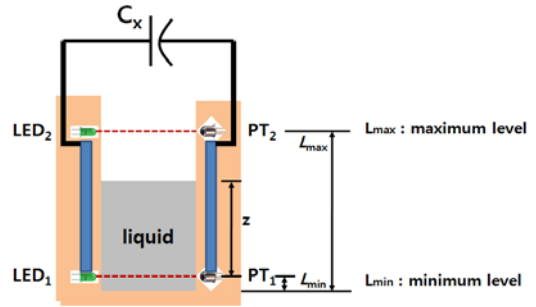 Cx
LED2
PT2
Lmax
Lmax : maximum level
z
liquid
LED1
PT1
Lmin
Lmin : minimum level